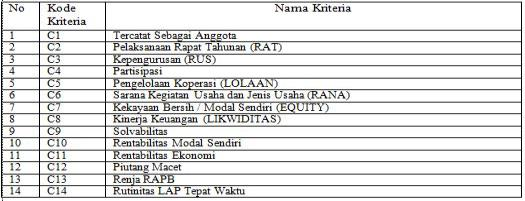 No Kode Kriteria Nama Kriteria
1 C1 Tercatat Sebagai Anggota
2 C2 Pelaksanaan Rapat Tahunan (RAT)
3 C3 Kepengurusan (RUS)
4 C4 Partisipasi
5 C5 Pengelolaan Koperasi (LOLAAN)
6 C6 Sarana Kegiatan Usaha dan Jenis Usaha (RANA)
7 C7 Kekayaan Bersih / Modal Sendiri (EQUITY)
8 C8 Kinerja Keuangan (LIKWIDITAS)
9 C9 Solvabilitas
10 C10 Rentabilitas Modal Sendiri
11 C11 Rentabilitas Ekonomi
12 C12 Piutang Macet
13 C13 Renja RAPB
14 C14 Rutinitas LAP Tepat Waktu